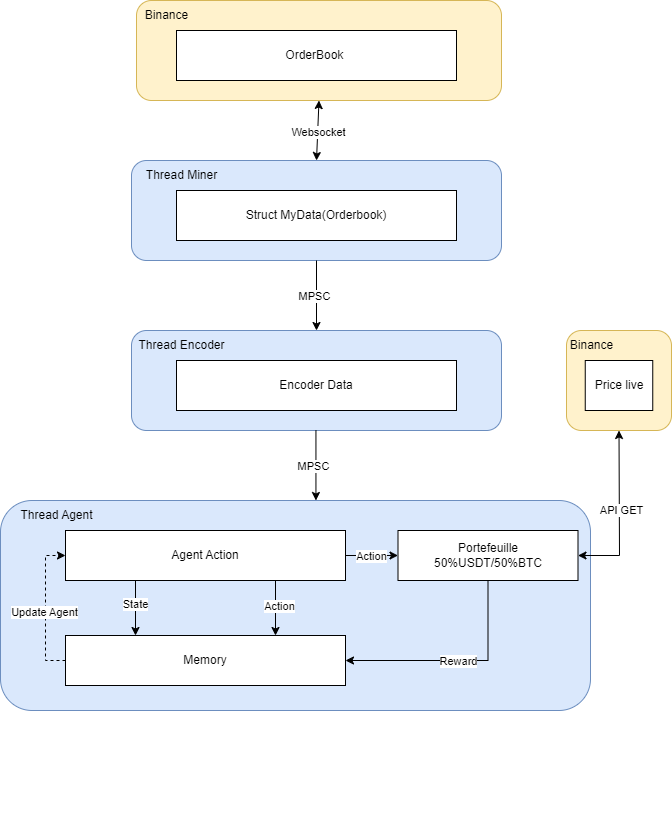 Binance
OrderBook
Websocket
Thread Miner
Struct MyData(Orderbook)
MPSC
Thread Encoder
Encoder Data
Binance
Price live
MPSC
API GET
Thread Agent
Agent Action
Action
Portefeuille
50%USDT/50%BTC
State
Action
Update Agent
Memory
Reward